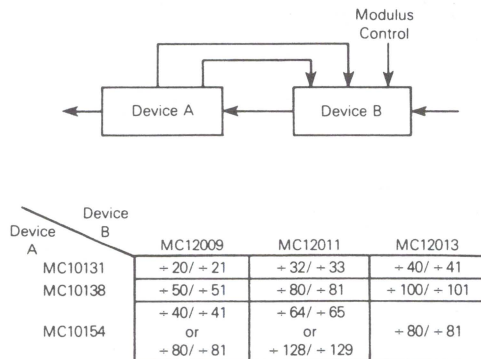 Modulus
Control
Device A
Device B
Device
B
Device
A
MC12009 MC12011 MC12013
MC10131 ÷ 20/ ÷ 21 ÷ 32/ ÷ 33 ÷ 40/ ÷ 41
MC10138 ÷ 50/ ÷ 51 ÷ 80/ ÷ 81 ÷ 100/ ÷ 101
÷ 40/ ÷ 41 ÷ 64/ ÷ 65
MC10154 or or ÷ 80/ ÷ 81
÷ 80/ ÷ 81 ÷ 128/ ÷ 129